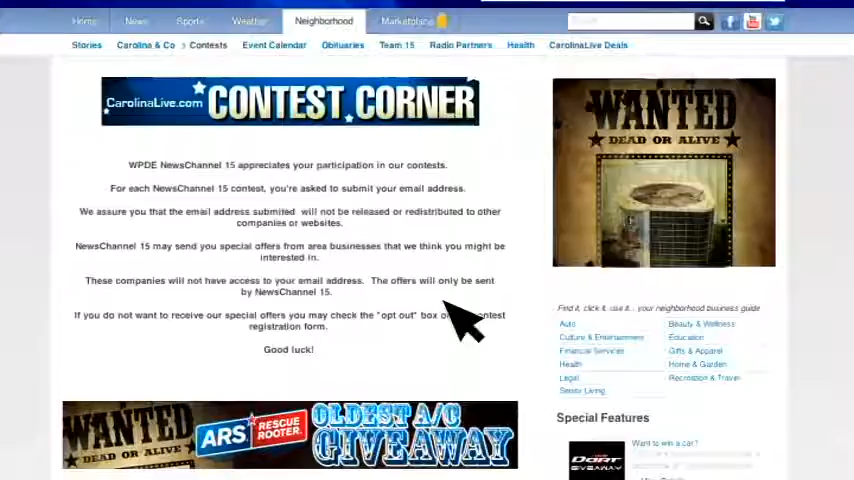 Home News Sports Weather Neighborhood Marketplace
Stories Carolina & Co Contests Event Calendar Obituaries Team 15 Radio Partners Health CarolinaLive Deals
CarolinaLive.com CONTEST CORNER
WPDE NewsChannel 15 appreciates your participation in our contests.
For each NewsChannel 15 contest, you're asked to submit your email address.
We assure you that the email address submitted will not be released or redistributed to other
companies or websites.
NewsChannel 15 may send you special offers from area businesses that we think you might be
interested in.
These companies will not have access to your email address. The offers will only be sent
by NewsChannel 15.
If you do not want to receive our special offers you may check the "opt out" box contest
registration form.
Good luck!
WANTED
DEAD OR ALIVE
ARS RESCUE ROOTER
OLDEST A/C
GIVEAWAY
WANTED
DEAD OR ALIVE
Find it, click it, use it... your neighborhood business guide
Auto Beauty & Wellness
Culture & Entertainment Education
Financial Services Gifts & Apparel
Health Home & Garden
Legal Recreation & Travel
Senior Living
Special Features
DART
GIVEAWAY
Want to win a car?